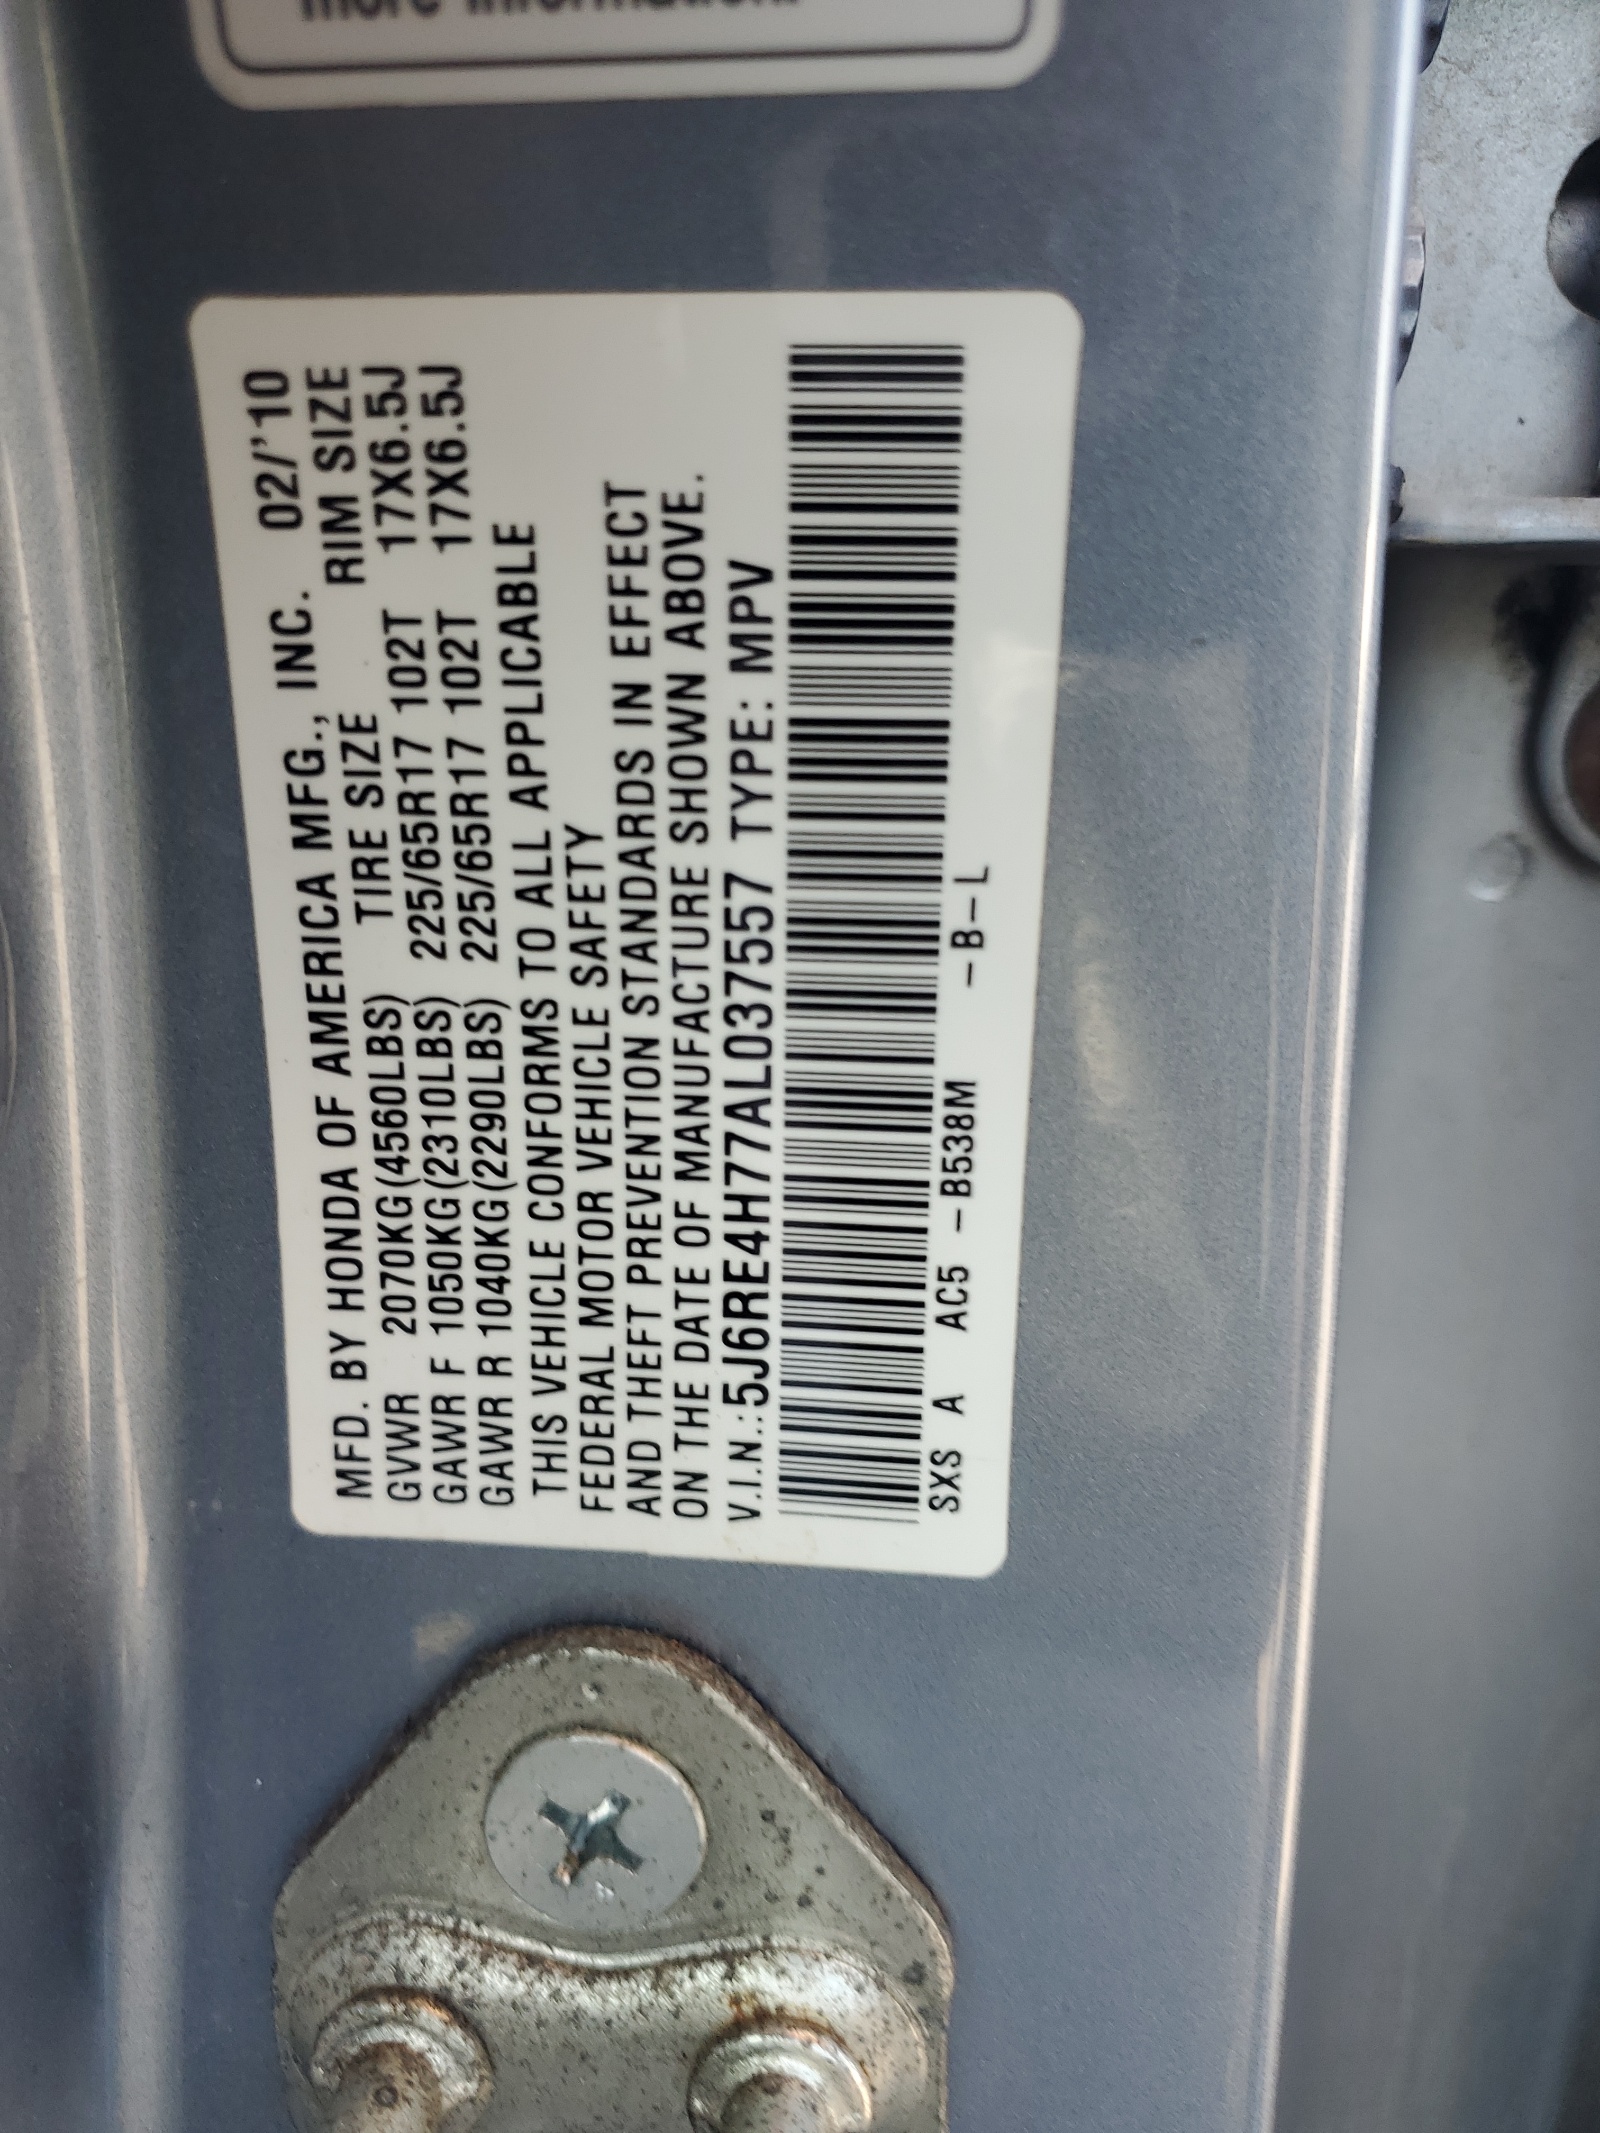 more information.
MFD. BY HONDA OF AMERICA MFG., INC. 02/'10
TIRE SIZE RIM SIZE
GVWR 2070KG(4560LBS) 225/65R17 102T 17X6.5J
GAWR F 1050KG(2310LBS) 225/65R17 102T 17X6.5J
GAWR R 1040KG(2290LBS)
THIS VEHICLE CONFORMS TO ALL APPLICABLE
FEDERAL MOTOR VEHICLE SAFETY
AND THEFT PREVENTION STANDARDS IN EFFECT
ON THE DATE OF MANUFACTURE SHOWN ABOVE.
V.I.N.:5J6RE4H77AL037557 TYPE: MPV
SXS A AC5 -B538M -B-L